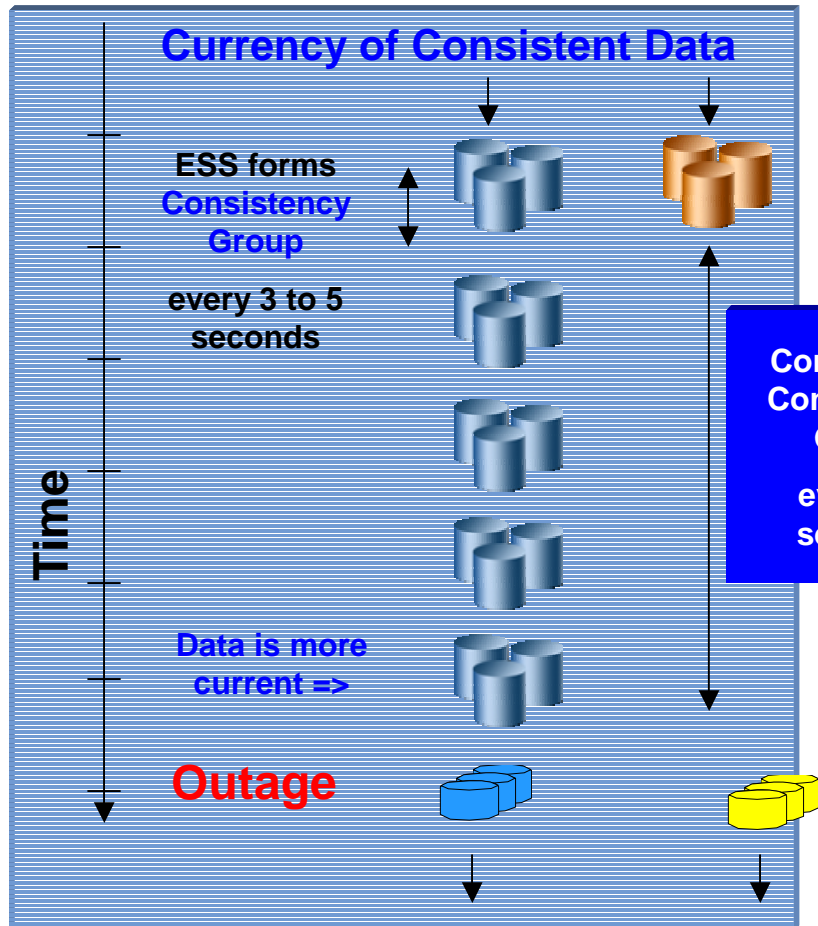 Currency of Consistent Data
ESS forms
Consistency
Group
every 3 to 5
seconds
Time
Data is more
current =>
Outage